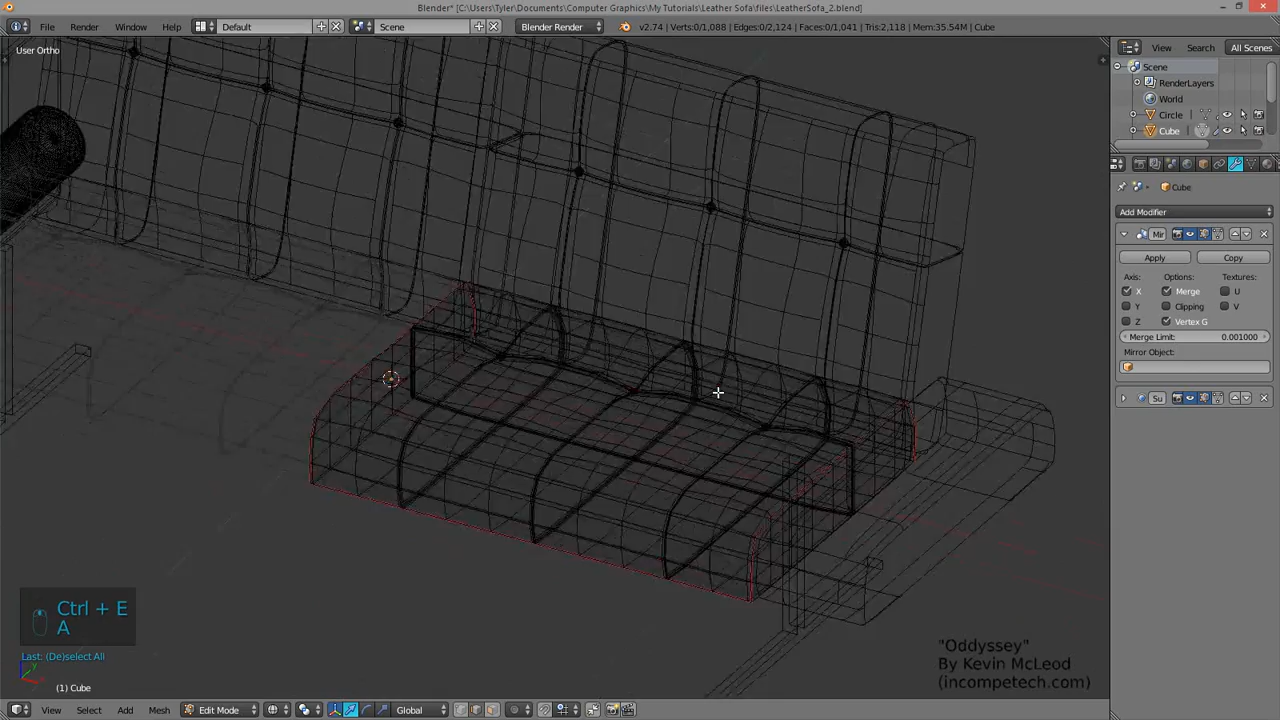 Blender* [C:\Users\Tyler\Documents\Computer Graphics\My Tutorials\Leather Sofa\files\LeatherSofa_2.blend]
File Render Window Help Default Scene Blender Render v2.74 | Verts:0/1,088 | Edges:0/2,124 | Faces:0/1,041 | Tris:2,118 | Mem:35.54M | Cube
User Ortho
View Search All Scenes
Scene
RenderLayers
World
Circle
Cube
Cube
Add Modifier
Mir
Apply Copy
Axis: Options: Textures:
X Merge U
Y Clipping V
Z Vertex G
Merge Limit: 0.001000
Mirror Object:
Su
Ctrl + E
A
Last: (De)select All
(1) Cube
"Oddyssey"
By Kevin McLeod
(incompetech.com)
View Select Add Mesh Edit Mode Global